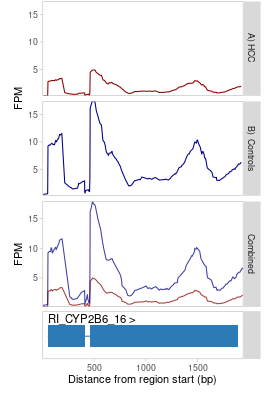 15
10
5
FPM
A) HCC
15
10
5
B) Controls
15
10
5
FPM
Combined
RI_CYP2B6_16 >
500 1000 1500
Distance from region start (bp)